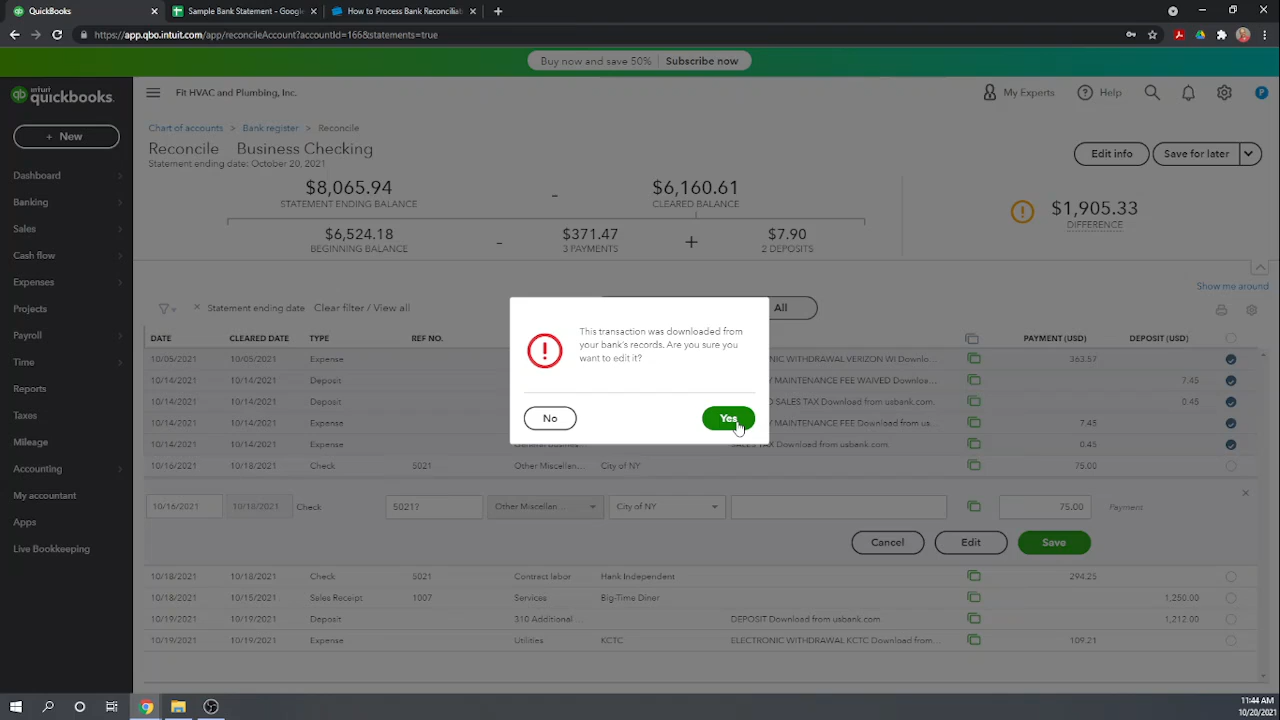 QuickBooks
Sample Bank Statement - Google
How to Process Bank Reconciliat
https://app.qbo.intuit.com/app/reconcileAccount?accountId=166&statements=true
Buy now and save 50% Subscribe now
intuit quickbooks.
Fit HVAC and Plumbing, Inc.
My Experts
Help
P
+ New
Dashboard
Banking
Sales
Cash flow
Expenses
Projects
Payroll
Time
Reports
Taxes
Mileage
Accounting
My accountant
Apps
Live Bookkeeping
Chart of accounts > Bank register > Reconcile
Reconcile Business Checking
Statement ending date: October 20, 2021
Edit info
Save for later
$8,065.94 - $6,160.61
STATEMENT ENDING BALANCE CLEARED BALANCE
$6,524.18 - $371.47 + $7.90
BEGINNING BALANCE 3 PAYMENTS 2 DEPOSITS
$1,905.33
DIFFERENCE
Show me around
Statement ending date Clear filter / View all
All
DATE CLEARED DATE TYPE REF NO. PAYMENT (USD) DEPOSIT (USD)
10/05/2021 10/05/2021 Expense WITHDRAWAL VERIZON WI Downlo... 363.57
10/14/2021 10/14/2021 Deposit MAINTENANCE FEE WAIVED Downloa... 7.45
10/14/2021 10/14/2021 Deposit SALES TAX Download from usbank.com. 0.45
10/14/2021 10/14/2021 Expense MAINTENANCE FEE Download from us... 7.45
10/14/2021 10/14/2021 Expense SALES TAX Download from usbank.com. 0.45
10/16/2021 10/18/2021 Check 5021 Other Miscellan... City of NY 75.00
10/16/2021 10/18/2021 Check 5021? Other Miscellan... City of NY 75.00 Payment
Cancel Edit Save
10/18/2021 10/18/2021 Check 5021 Contract labor Hank Independent 294.25
10/18/2021 10/15/2021 Sales Receipt 1007 Services Big-Time Diner 1,250.00
10/19/2021 10/19/2021 Deposit 310 Additional ... DEPOSIT Download from usbank.com. 1,212.00
10/19/2021 10/19/2021 Expense Utilities KCTC ELECTRONIC WITHDRAWAL KCTC Download from... 109.21
This transaction was downloaded from
your bank's records. Are you sure you
want to edit it?
No
Yes
11:44 AM
10/20/2021